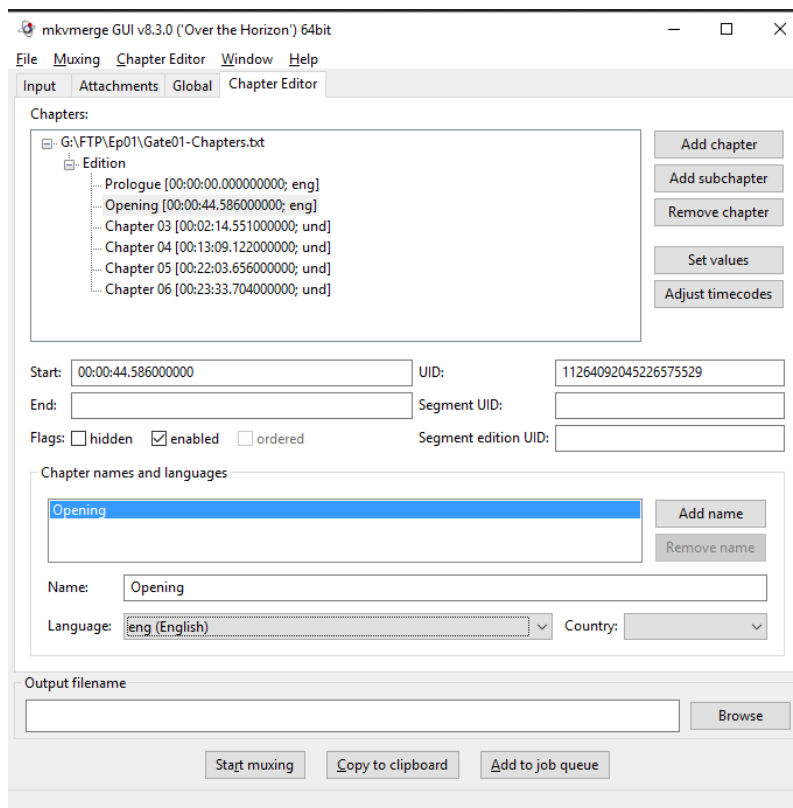 mkvmerge GUI v8.3.0 ('Over the Horizon') 64bit
File Muxing Chapter Editor Window Help
Input Attachments Global Chapter Editor
Chapters:
G:\FTP\Ep01\Gate01-Chapters.txt
Edition
Prologue [00:00:00.000000000; eng]
Opening [00:00:44.586000000; eng]
Chapter 03 [00:02:14.551000000; und]
Chapter 04 [00:13:09.122000000; und]
Chapter 05 [00:22:03.656000000; und]
Chapter 06 [00:23:33.704000000; und]
Add chapter
Add subchapter
Remove chapter
Set values
Adjust timecodes
Start: 00:00:44.586000000 UID: 11264092045226575529
End: Segment UID:
Flags: hidden enabled ordered Segment edition UID:
Chapter names and languages
Opening
Add name
Remove name
Name: Opening
Language: eng (English) Country:
Output filename
Browse
Start muxing Copy to clipboard Add to job queue